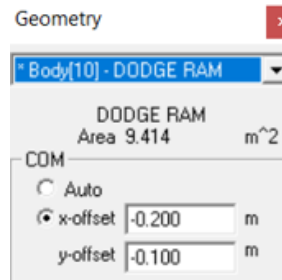 Geometry
* Body[10] - DODGE RAM
DODGE RAM
Area 9.414 m^2
COM
Auto
x-offset -0.200 m
y-offset -0.100 m